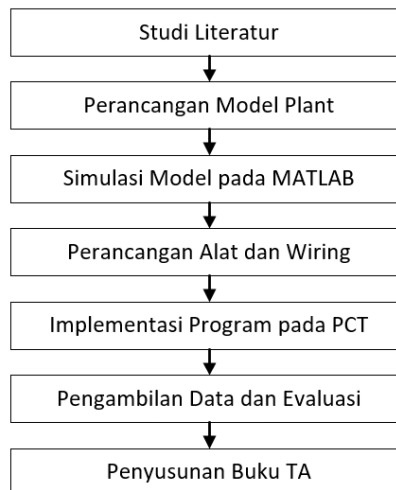 Studi Literatur
Perancangan Model Plant
Simulasi Model pada MATLAB
Perancangan Alat dan Wiring
Implementasi Program pada PCT
Pengambilan Data dan Evaluasi
Penyusunan Buku TA